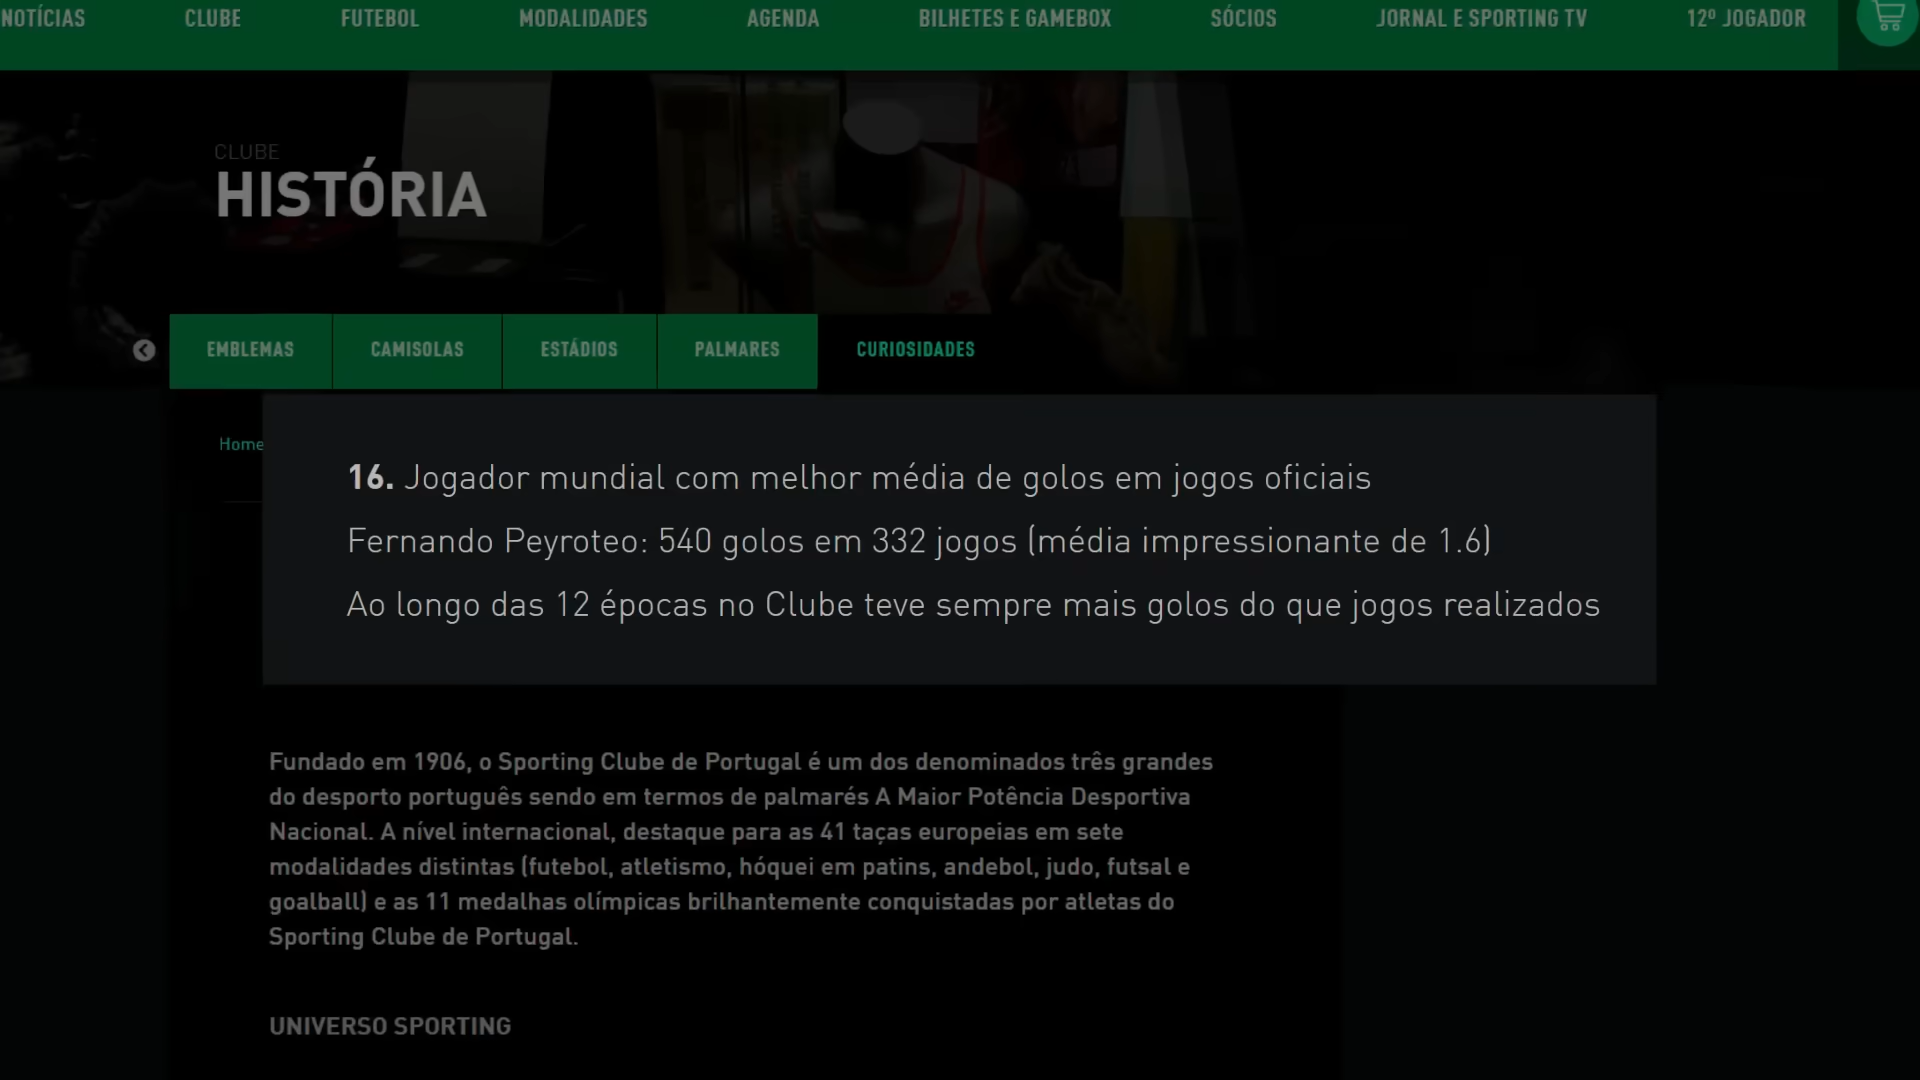 NOTÍCIAS CLUBE FUTEBOL MODALIDADES AGENDA BILHETES E GAMEBOX SÓCIOS JORNAL E SPORTING TV 12º JOGADOR
CLUBE
HISTÓRIA
EMBLEMAS CAMISOLAS ESTÁDIOS PALMARES CURIOSIDADES
Home
16. Jogador mundial com melhor média de golos em jogos oficiais
Fernando Peyroteo: 540 golos em 332 jogos (média impressionante de 1.6)
Ao longo das 12 épocas no Clube teve sempre mais golos do que jogos realizados
Fundado em 1906, o Sporting Clube de Portugal é um dos denominados três grandes
do desporto português sendo em termos de palmarés A Maior Potência Desportiva
Nacional. A nível internacional, destaque para as 41 taças europeias em sete
modalidades distintas (futebol, atletismo, hóquei em patins, andebol, judo, futsal e
goalball) e as 11 medalhas olímpicas brilhantemente conquistadas por atletas do
Sporting Clube de Portugal.
UNIVERSO SPORTING